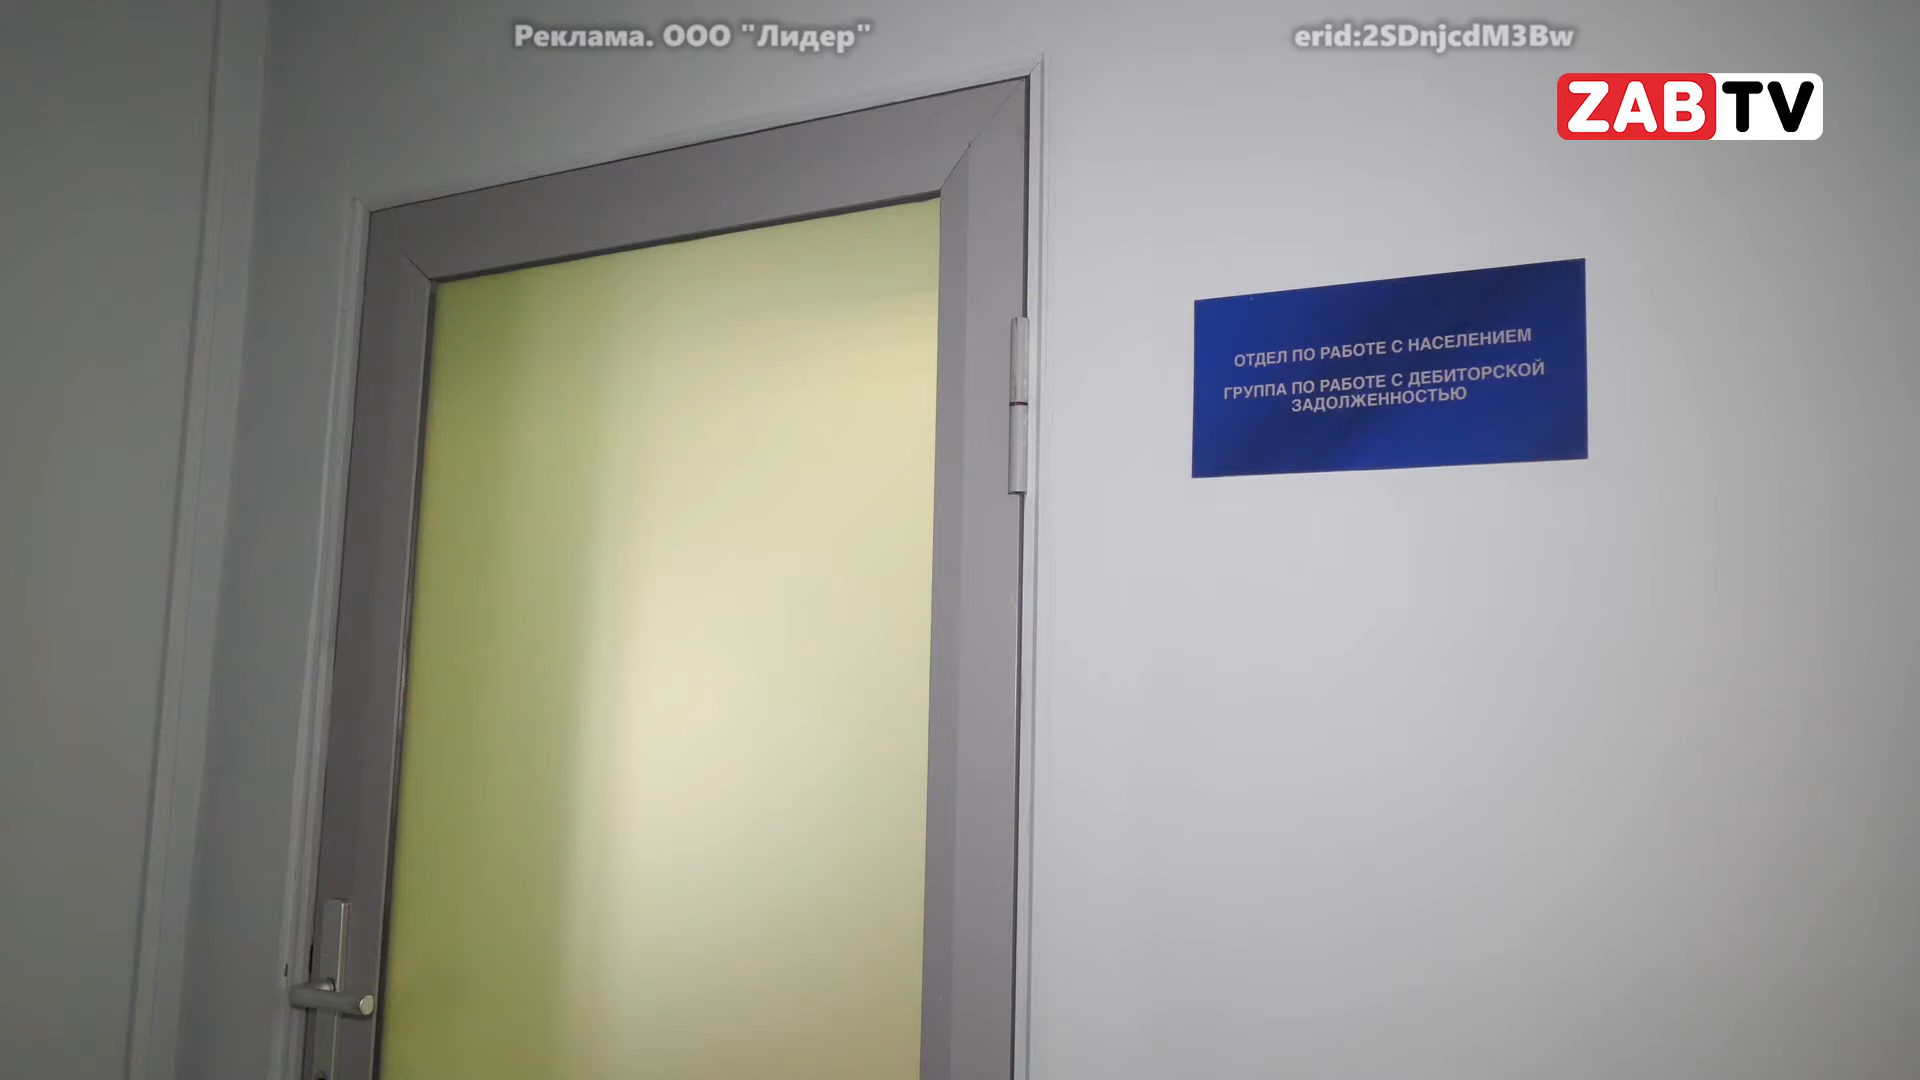 Реклама. ООО "Лидер"
erid:2SDnjcdM3Bw
ZABTV
ОТДЕЛ ПО РАБОТЕ С НАСЕЛЕНИЕМ
ГРУППА ПО РАБОТЕ С ДЕБИТОРСКОЙ
ЗАДОЛЖЕННОСТЬЮ